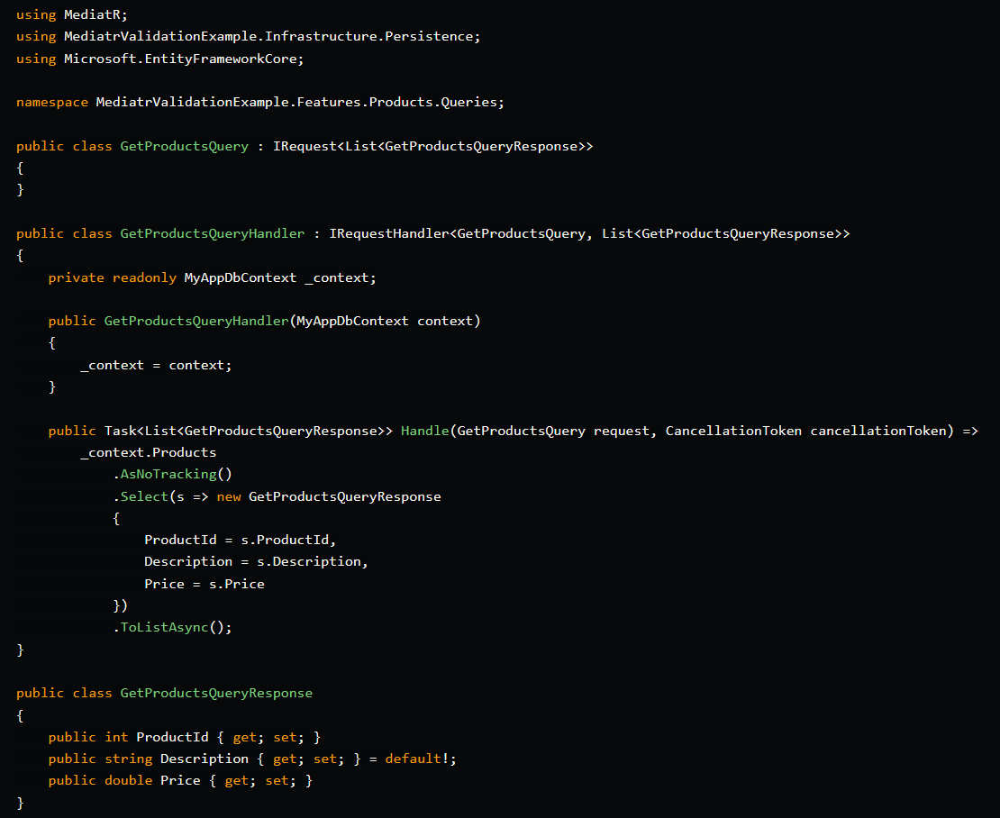 using MediatR;
using MediatrValidationExample.Infrastructure.Persistence;
using Microsoft.EntityFrameworkCore;

namespace MediatrValidationExample.Features.Products.Queries;

public class GetProductsQuery : IRequest<List<GetProductsQueryResponse>>
{
}

public class GetProductsQueryHandler : IRequestHandler<GetProductsQuery, List<GetProductsQueryResponse>>
{
    private readonly MyAppDbContext _context;

    public GetProductsQueryHandler(MyAppDbContext context)
    {
        _context = context;
    }

    public Task<List<GetProductsQueryResponse>> Handle(GetProductsQuery request, CancellationToken cancellationToken) =>
        _context.Products
            .AsNoTracking()
            .Select(s => new GetProductsQueryResponse
            {
                ProductId = s.ProductId,
                Description = s.Description,
                Price = s.Price
            })
            .ToListAsync();
}

public class GetProductsQueryResponse
{
    public int ProductId { get; set; }
    public string Description { get; set; } = default!;
    public double Price { get; set; }
}